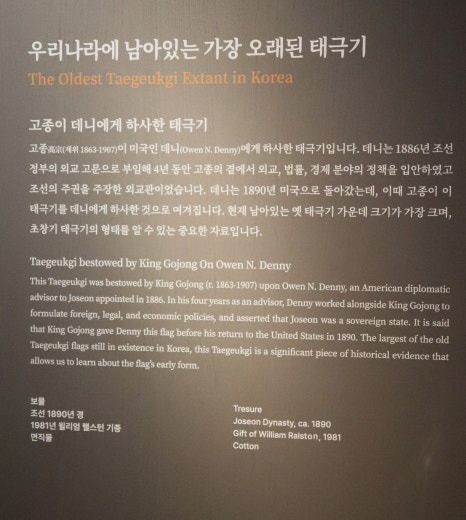 우리나라에 남아있는 가장 오래된 태극기
The Oldest Taegeukgi Extant in Korea
고종이 데니에게 하사한 태극기
고종高宗(재위 1863-1907)이 미국인 데니(Owen N. Denny)에게 하사한 태극기입니다. 데니는 1886년 조선
정부의 외교 고문으로 부임해 4년 동안 고종의 곁에서 외교, 법률, 경제 분야의 정책을 입안하였고
조선의 주권을 주장한 외교관이었습니다. 데니는 1890년 미국으로 돌아갔는데, 이때 고종이 이
태극기를 데니에게 하사한 것으로 여겨집니다. 현재 남아있는 옛 태극기 가운데 크기가 가장 크며,
초창기 태극기의 형태를 알 수 있는 중요한 자료입니다.
Taegeukgi bestowed by King Gojong On Owen N. Denny
This Taegeukgi was bestowed by King Gojong (r. 1863-1907) upon Owen N. Denny, an American diplomatic
advisor to Joseon appointed in 1886. In his four years as an advisor, Denny worked alongside King Gojong to
formulate foreign, legal, and economic policies, and asserted that Joseon was a sovereign state. It is said
that King Gojong gave Denny this flag before his return to the United States in 1890. The largest of the old
Taegeukgi flags still in existence in Korea, this Taegeukgi is a significant piece of historical evidence that
allows us to learn about the flag's early form.
보물
조선 1890년 경
1981년 윌리엄 랠스턴 기증
면직물
Tresure
Joseon Dynasty, ca. 1890
Gift of William Ralston, 1981
Cotton